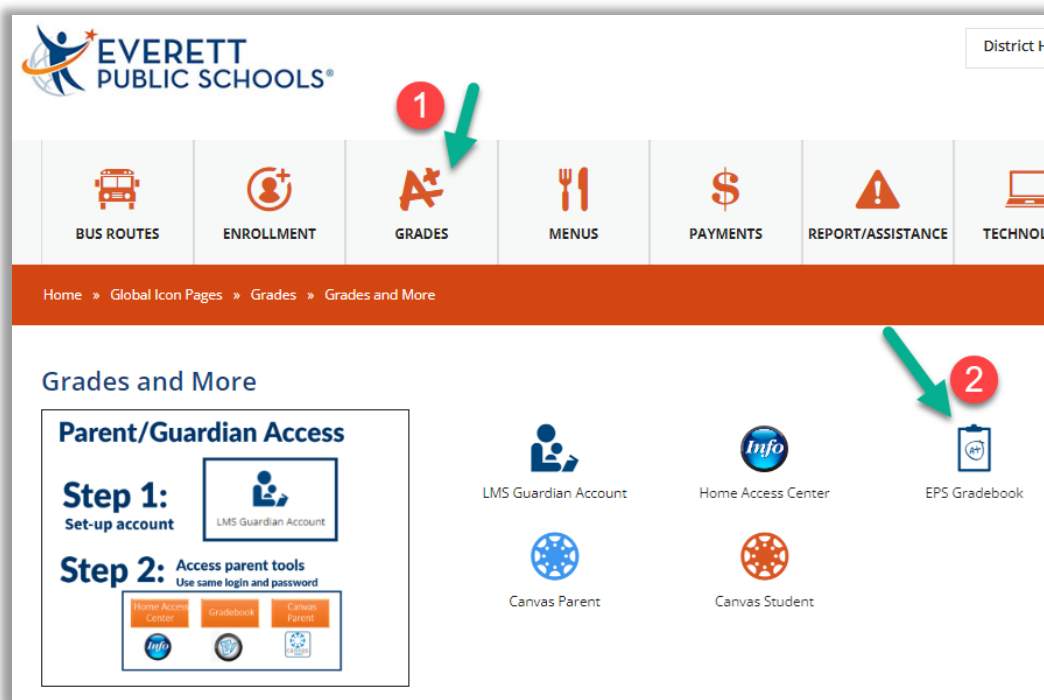 EVERETT
PUBLIC SCHOOLS®
District H
1
BUS ROUTES
ENROLLMENT
GRADES
MENUS
PAYMENTS
REPORT/ASSISTANCE
TECHNOL
Home » Global Icon Pages » Grades » Grades and More
2
Grades and More
Parent/Guardian Access
Step 1:
Set-up account
LMS Guardian Account
Step 2: Access parent tools
Use same login and password
Home Access Center
Gradebook
Canvas Parent
Info
LMS Guardian Account
Info
Home Access Center
A+
EPS Gradebook
Canvas Parent
Canvas Student